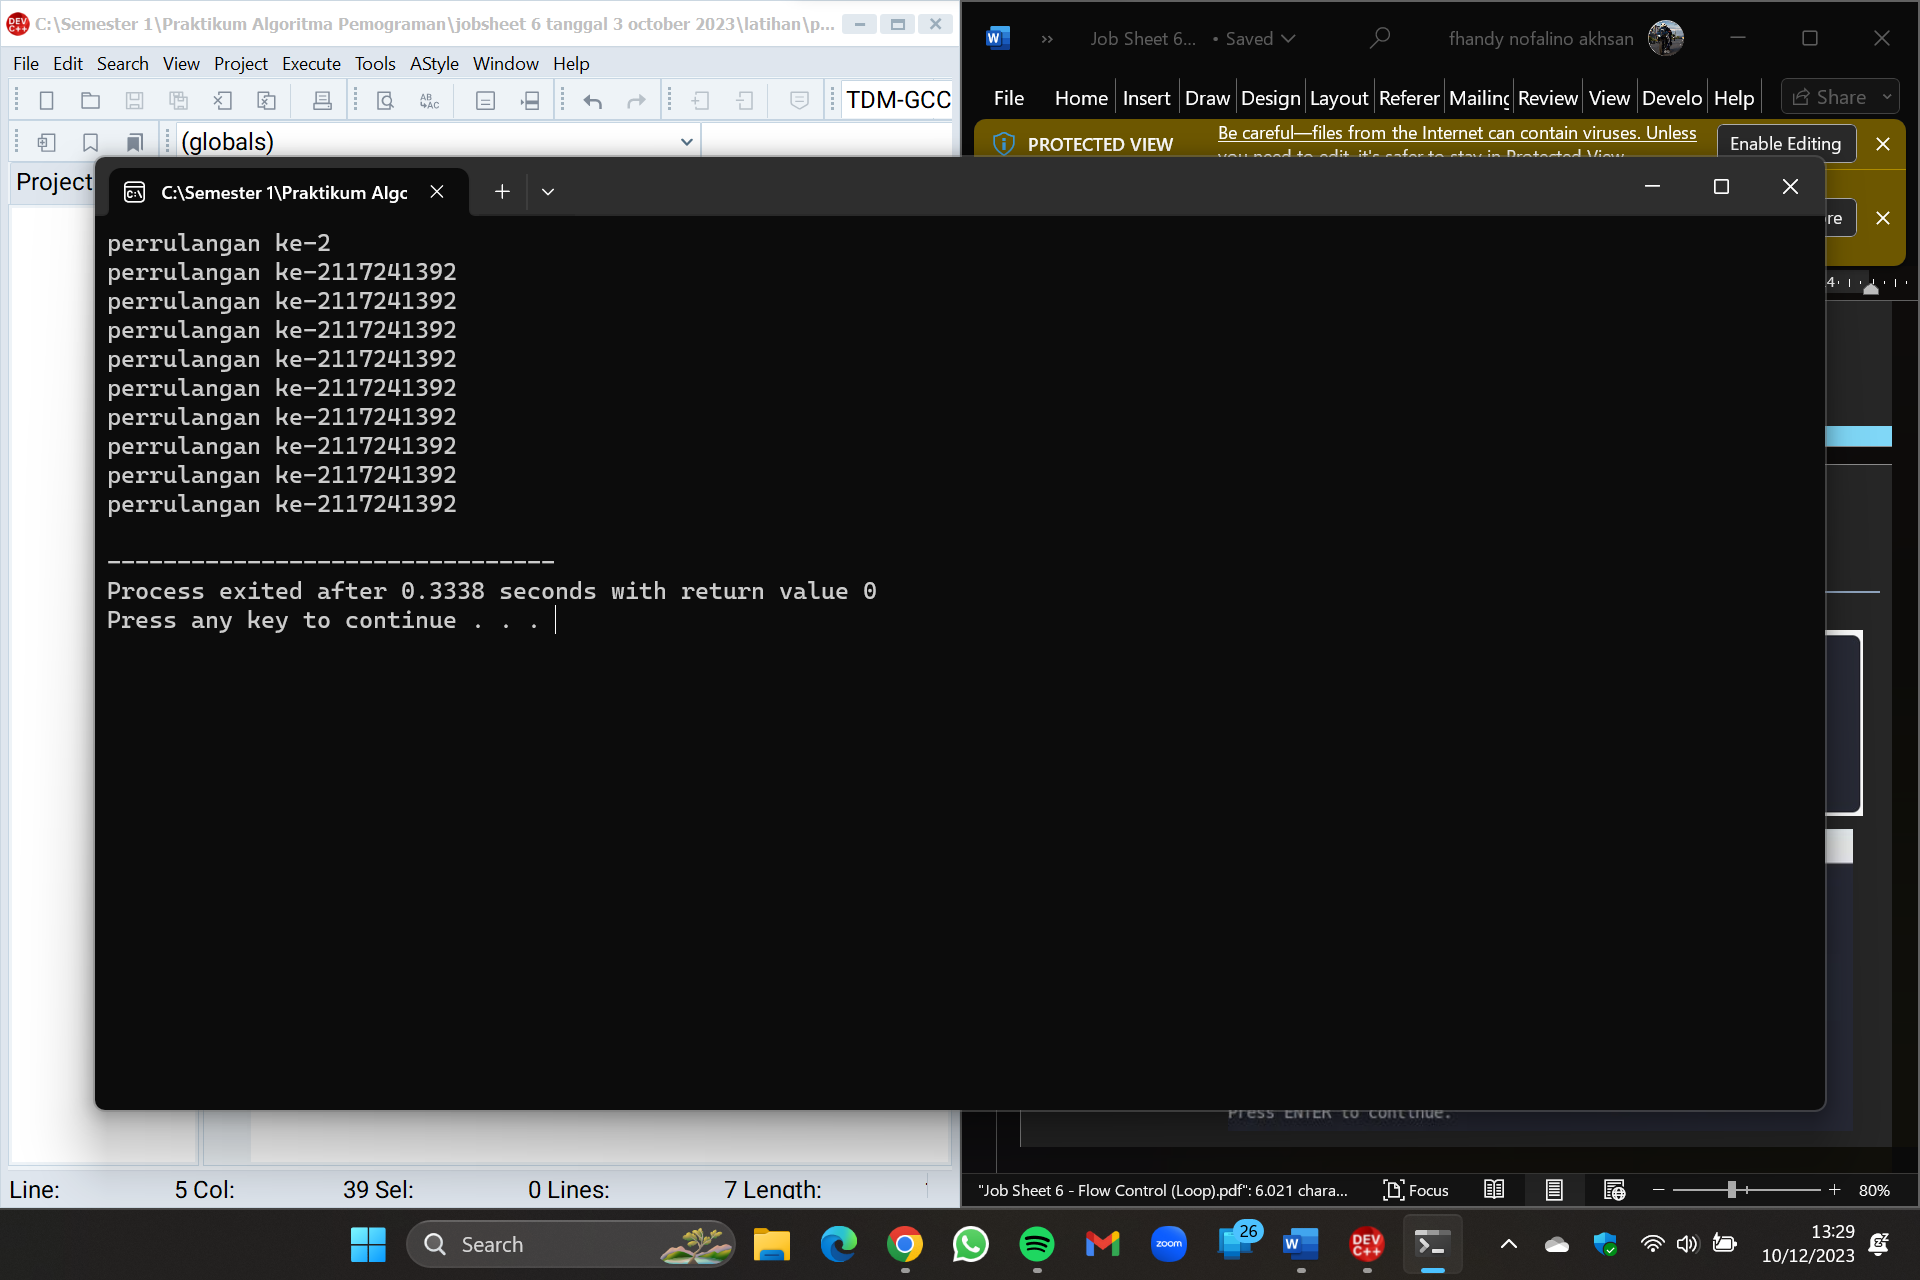 C:\Semester 1\Praktikum Algoritma Pemograman\jobsheet 6 tanggal 3 october 2023\latihan\p...
File Edit Search View Project Execute Tools AStyle Window Help
TDM-GCC
(globals)
Project
Job Sheet 6... • Saved
fhandy nofalino akhsan
File Home Insert Draw Design Layout Referer Mailing Review View Develo Help Share
PROTECTED VIEW
Be careful—files from the Internet can contain viruses. Unless
you need to edit, it's safer to stay in Protected View.
Enable Editing
re
4
C:\Semester 1\Praktikum Algo
perrulangan ke-2
perrulangan ke-2117241392
perrulangan ke-2117241392
perrulangan ke-2117241392
perrulangan ke-2117241392
perrulangan ke-2117241392
perrulangan ke-2117241392
perrulangan ke-2117241392
perrulangan ke-2117241392
perrulangan ke-2117241392
--------------------------------
Process exited after 0.3338 seconds with return value 0
Press any key to continue . . .
Press ENTER to continue.
Line: 5 Col: 39 Sel: 0 Lines: 7 Length:
"Job Sheet 6 - Flow Control (Loop).pdf": 6.021 chara...
Focus
80%
Search
zoom
26
DEV C++
13:29
10/12/2023